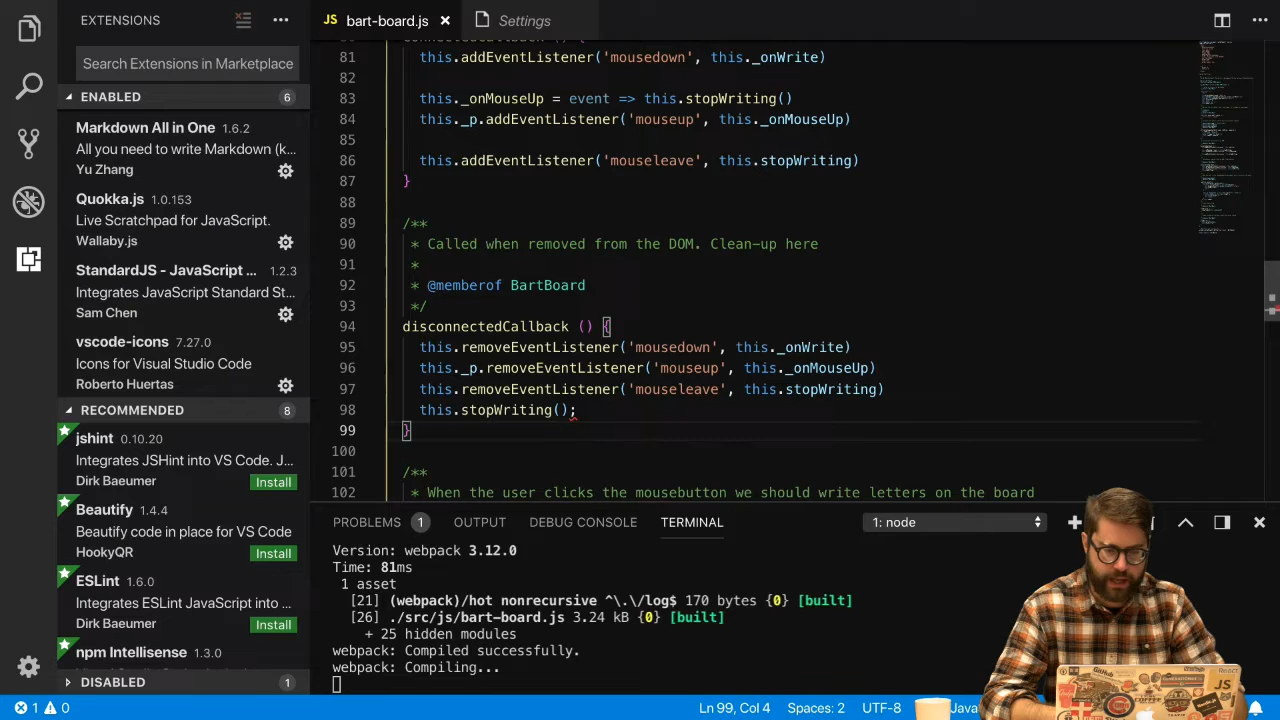 EXTENSIONS
Search Extensions in Marketplace
ENABLED 6
Markdown All in One 1.6.2
All you need to write Markdown (k...
Yu Zhang
Quokka.js 1.0.153
Live Scratchpad for JavaScript.
Wallaby.js
StandardJS - JavaScript ... 1.2.3
Integrates JavaScript Standard St...
Sam Chen
vscode-icons 7.27.0
Icons for Visual Studio Code
Roberto Huertas
RECOMMENDED 8
jshint 0.10.20
Integrates JSHint into VS Code. J...
Dirk Baeumer Install
Beautify 1.4.4
Beautify code in place for VS Code
HookyQR Install
ESLint 1.6.0
Integrates ESLint JavaScript into ...
Dirk Baeumer Install
npm Intellisense 1.3.0
DISABLED 1
JS bart-board.js Settings
81 this.addEventListener('mousedown', this._onWrite)
82
83 this._onMouseUp = event => this.stopWriting
84 this._p.addEventListener('mouseup', this._onMouseUp)
85
86 this.addEventListener('mouseleave', this.stopWriting)
87 }
88
89 /**
90 * Called when removed from the DOM. Clean-up here
91 *
92 * @memberof BartBoard
93 */
94 disconnectedCallback () {
95 this.removeEventListener('mousedown', this._onWrite)
96 this._p.removeEventListener('mouseup', this._onMouseUp)
97 this.removeEventListener('mouseleave', this.stopWriting)
98 this.stopWriting();
99 }
100
101 /**
102 * When the user clicks the mousebutton we should write letters on the board
PROBLEMS 1 OUTPUT DEBUG CONSOLE TERMINAL 1: node
Version: webpack 3.12.0
Time: 81ms
1 asset
[21] (webpack)/hot nonrecursive ^\.\/log$ 170 bytes {0} [built]
[26] ./src/js/bart-board.js 3.24 kB {0} [built]
+ 25 hidden modules
webpack: Compiled successfully.
webpack: Compiling...
1 0 Ln 99, Col 4 Spaces: 2 UTF-8 Java
GitHub
JS